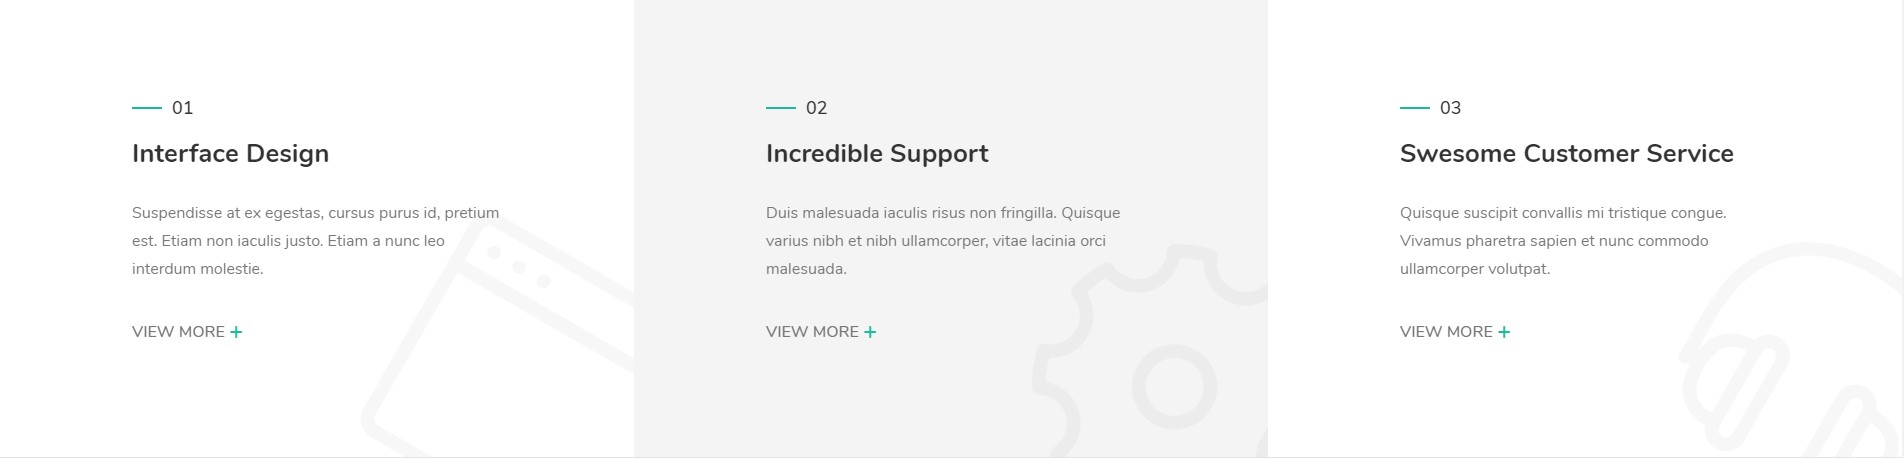 01
Interface Design
Suspendisse at ex egestas, cursus purus id, pretium
est. Etiam non iaculis justo. Etiam a nunc leo
interdum molestie.
VIEW MORE +
02
Incredible Support
Duis malesuada iaculis risus non fringilla. Quisque
varius nibh et nibh ullamcorper, vitae lacinia orci
malesuada.
VIEW MORE +
03
Swesome Customer Service
Quisque suscipit convallis mi tristique congue.
Vivamus pharetra sapien et nunc commodo
ullamcorper volutpat.
VIEW MORE +